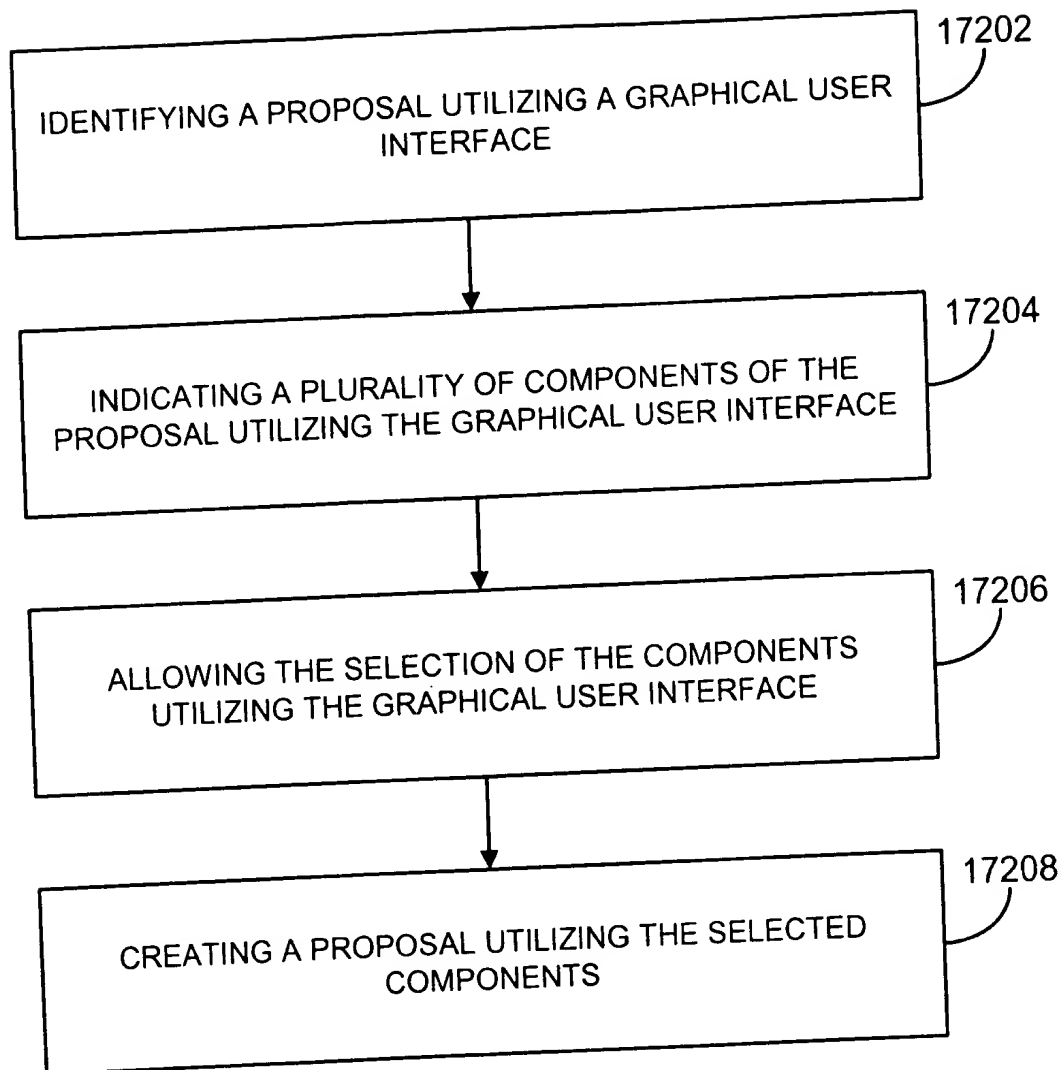 17202
IDENTIFYING A PROPOSAL UTILIZING A GRAPHICAL USER
INTERFACE
17204
INDICATING A PLURALITY OF COMPONENTS OF THE
PROPOSAL UTILIZING THE GRAPHICAL USER INTERFACE
17206
ALLOWING THE SELECTION OF THE COMPONENTS
UTILIZING THE GRAPHICAL USER INTERFACE
17208
CREATING A PROPOSAL UTILIZING THE SELECTED
COMPONENTS